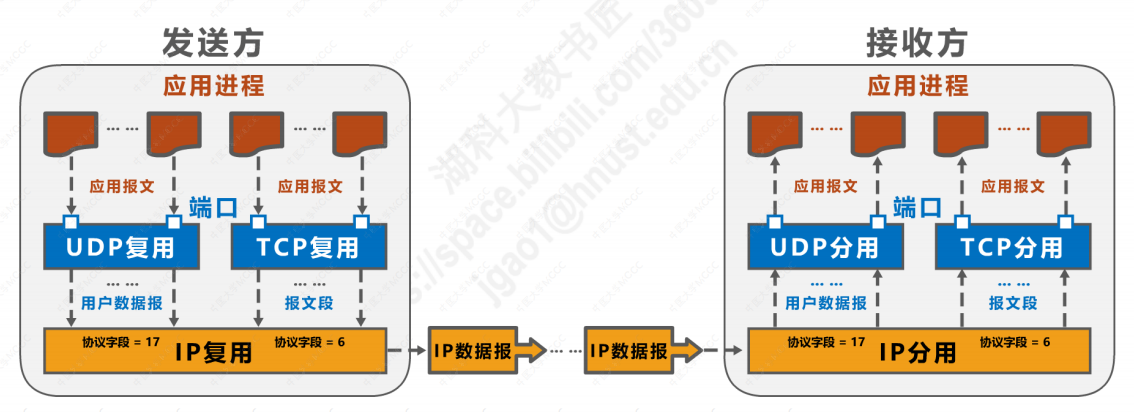 发送方
接收方
应用进程
应用进程
... ...
... ...
... ...
... ...
应用报文
应用报文
应用报文
应用报文
端口
端口
UDP复用
TCP复用
UDP分用
TCP分用
... ...
... ...
... ...
... ...
用户数据报
报文段
用户数据报
报文段
协议字段 = 17
协议字段 = 6
协议字段 = 17
协议字段 = 6
IP复用
IP数据报
... ...
IP数据报
IP分用
湖科大教书匠
jgao1@hnust.edu.cn